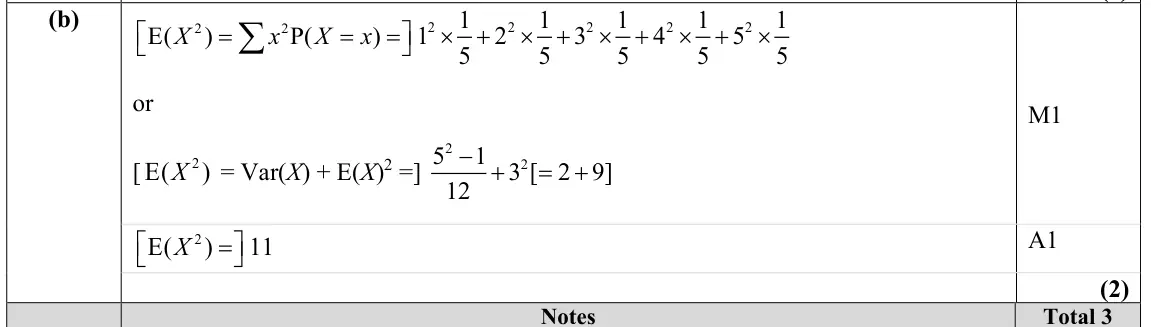 (b)
[E(X²) = ∑x²P(X = x) =] 1² × 1/5 + 2² × 1/5 + 3² × 1/5 + 4² × 1/5 + 5² × 1/5
or
M1
[ E(X²) = Var(X) + E(X)² =] (5² − 1)/12 + 3² [= 2 + 9]
[E(X²) =] 11 A1
(2)
Notes Total 3